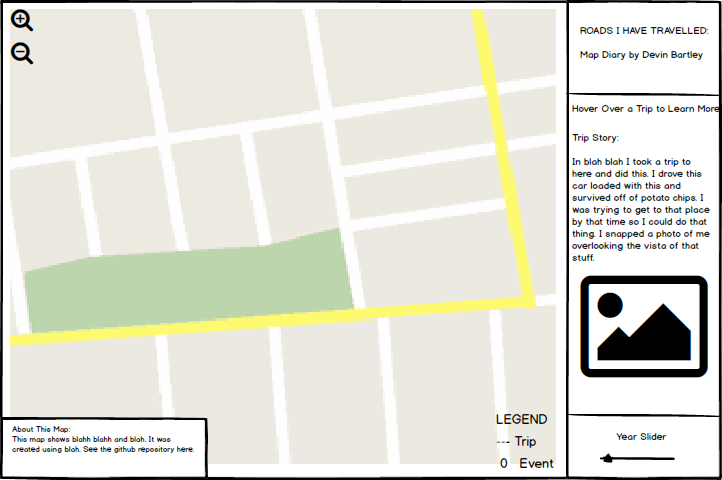 ROADS I HAVE TRAVELLED:
Map Diary by Devin Bartley
Hover Over a Trip to Learn More
Trip Story:
In blah blah I took a trip to
here and did this. I drove this
car loaded with this and
survived off of potato chips. I
was trying to get to that place
by that time so I could do that
thing. I snapped a photo of me
overlooking the vista of that
stuff.
Year Slider
LEGEND
--- Trip
0 Event
About This Map:
This map shows blahh blahh and blah. It was
created using blah. See the github repository here.